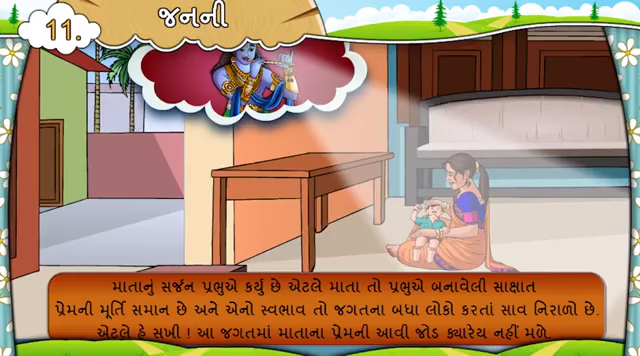 જનની
11.
માતાનું સર્જન પ્રભુએ કર્યું છે એટલે માતા તો પ્રભુએ બનાવેલી સાક્ષાત
પ્રેમની મૂર્તિ સમાન છે અને એનો સ્વભાવ તો જગતના બધા લોકો કરતાં સાવ નિરાળો છે.
એટલે હે સખી ! આ જગતમાં માતાના પ્રેમની આવી જોડ ક્યારેય નહીં મળે.